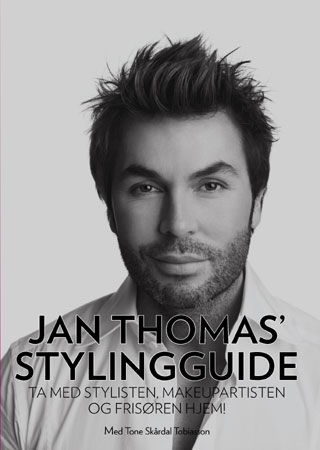 JAN THOMAS’
STYLINGGUIDE
TA MED STYLISTEN, MAKEUPARTISTEN
OG FRISØREN HJEM!
Med Tone Skårdal Tobiasson